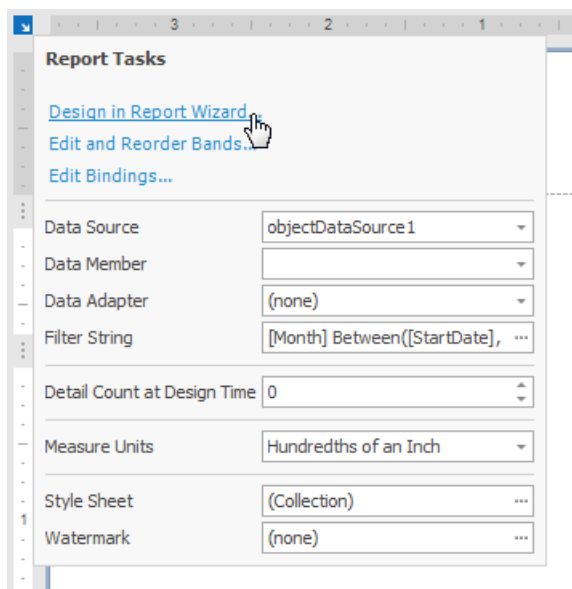 3 2 1
Report Tasks
Design in Report Wizard...
Edit and Reorder Bands...
Edit Bindings...
Data Source objectDataSource1
Data Member
Data Adapter (none)
Filter String [Month] Between([StartDate], ...
Detail Count at Design Time 0
Measure Units Hundredths of an Inch
Style Sheet (Collection) ...
1
Watermark (none) ...